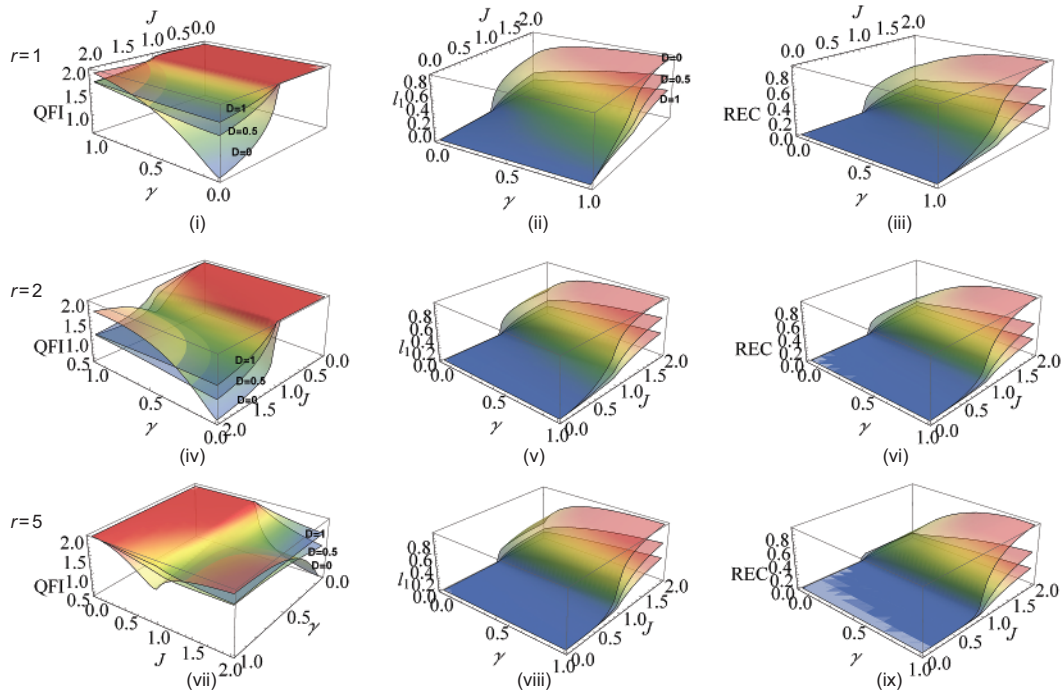 r=1
J
2.0
1.5
1.0
0.5
0.0
2.0
QFI
1.5
1.0
1.0
0.5
γ
0.0
D=1
D=0.5
D=0
(i)
J
0.0
0.5
1.0
1.5
2.0
0.8
0.6
l1
0.4
0.2
0.0
0.0
0.5
γ
1.0
D=0
D=0.5
D=1
(ii)
J
0.0
0.5
1.0
1.5
2.0
0.8
0.6
REC
0.4
0.2
0.0
0.0
0.5
γ
1.0
(iii)
r=2
2.0
1.5
QFI
1.0
0.5
1.0
0.5
γ
0.0
2.0
1.5
J
1.0
0.5
0.0
D=1
D=0.5
D=0
(iv)
0.8
0.6
0.4
l1
0.2
0.0
0.0
0.5
γ
1.0
0.0
0.5
1.0
J
1.5
2.0
(v)
0.8
0.6
0.4
REC
0.2
0.0
0.0
0.5
γ
1.0
0.0
0.5
1.0
J
1.5
2.0
(vi)
r=5
2.0
1.5
QFI
1.0
0.5
0.0
0.5
1.0
J
1.5
2.0
1.0
γ
0.5
0.0
D=1
D=0.5
D=0
(vii)
0.8
0.6
0.4
l1
0.2
0.0
0.0
0.5
γ
1.0
0.0
0.5
1.0
J
1.5
2.0
(viii)
0.8
0.6
0.4
REC
0.2
0.0
0.0
0.5
γ
1.0
0.0
0.5
1.0
J
1.5
2.0
(ix)